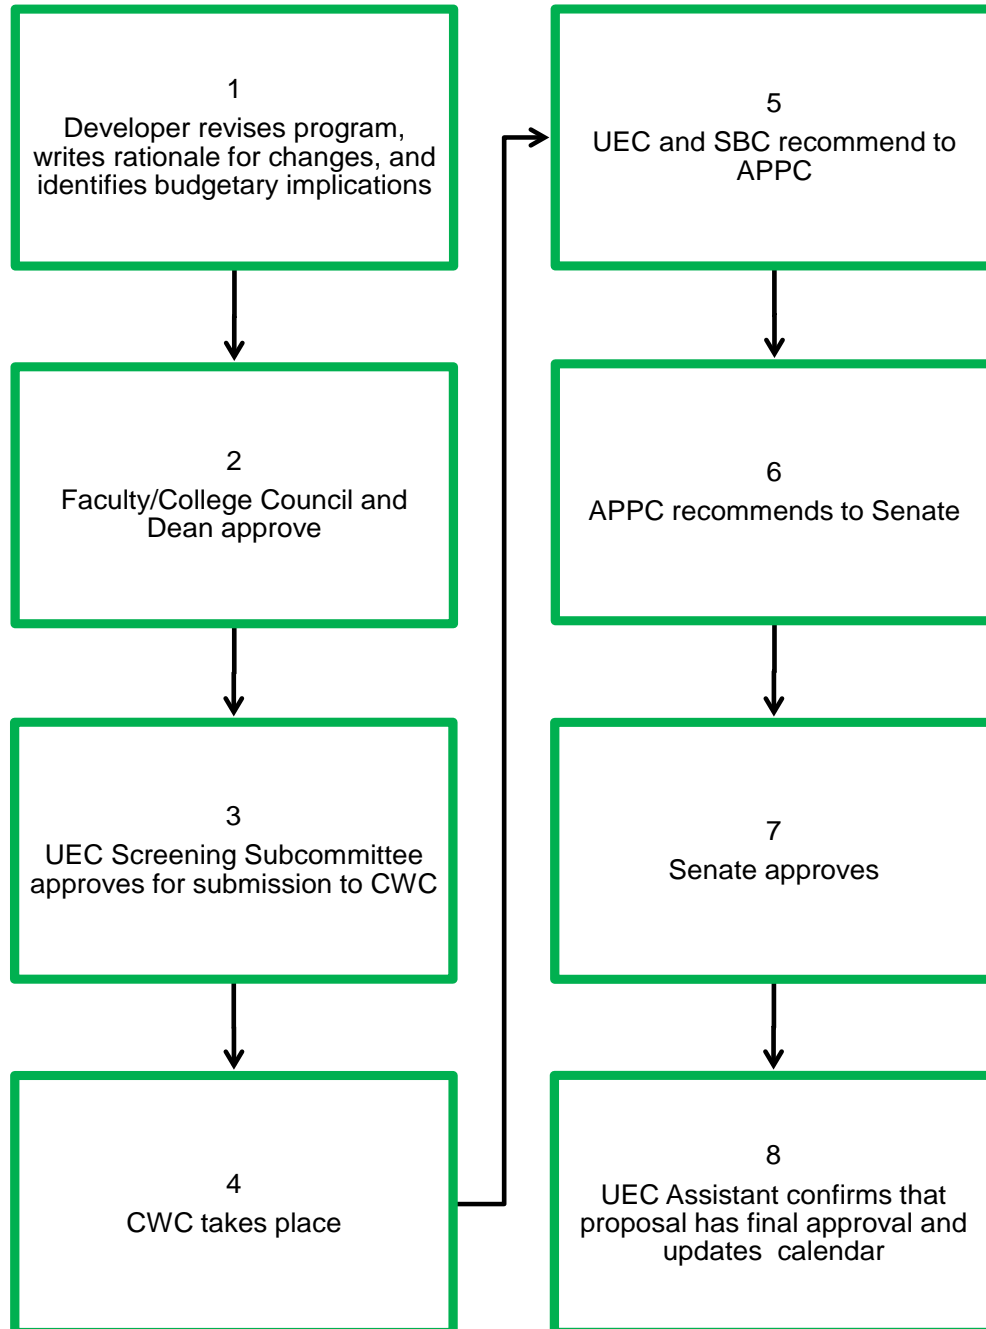 1
Developer revises program,
writes rationale for changes, and
identifies budgetary implications
2
Faculty/College Council and
Dean approve
3
UEC Screening Subcommittee
approves for submission to CWC
4
CWC takes place
5
UEC and SBC recommend to
APPC
6
APPC recommends to Senate
7
Senate approves
8
UEC Assistant confirms that
proposal has final approval and
updates  calendar